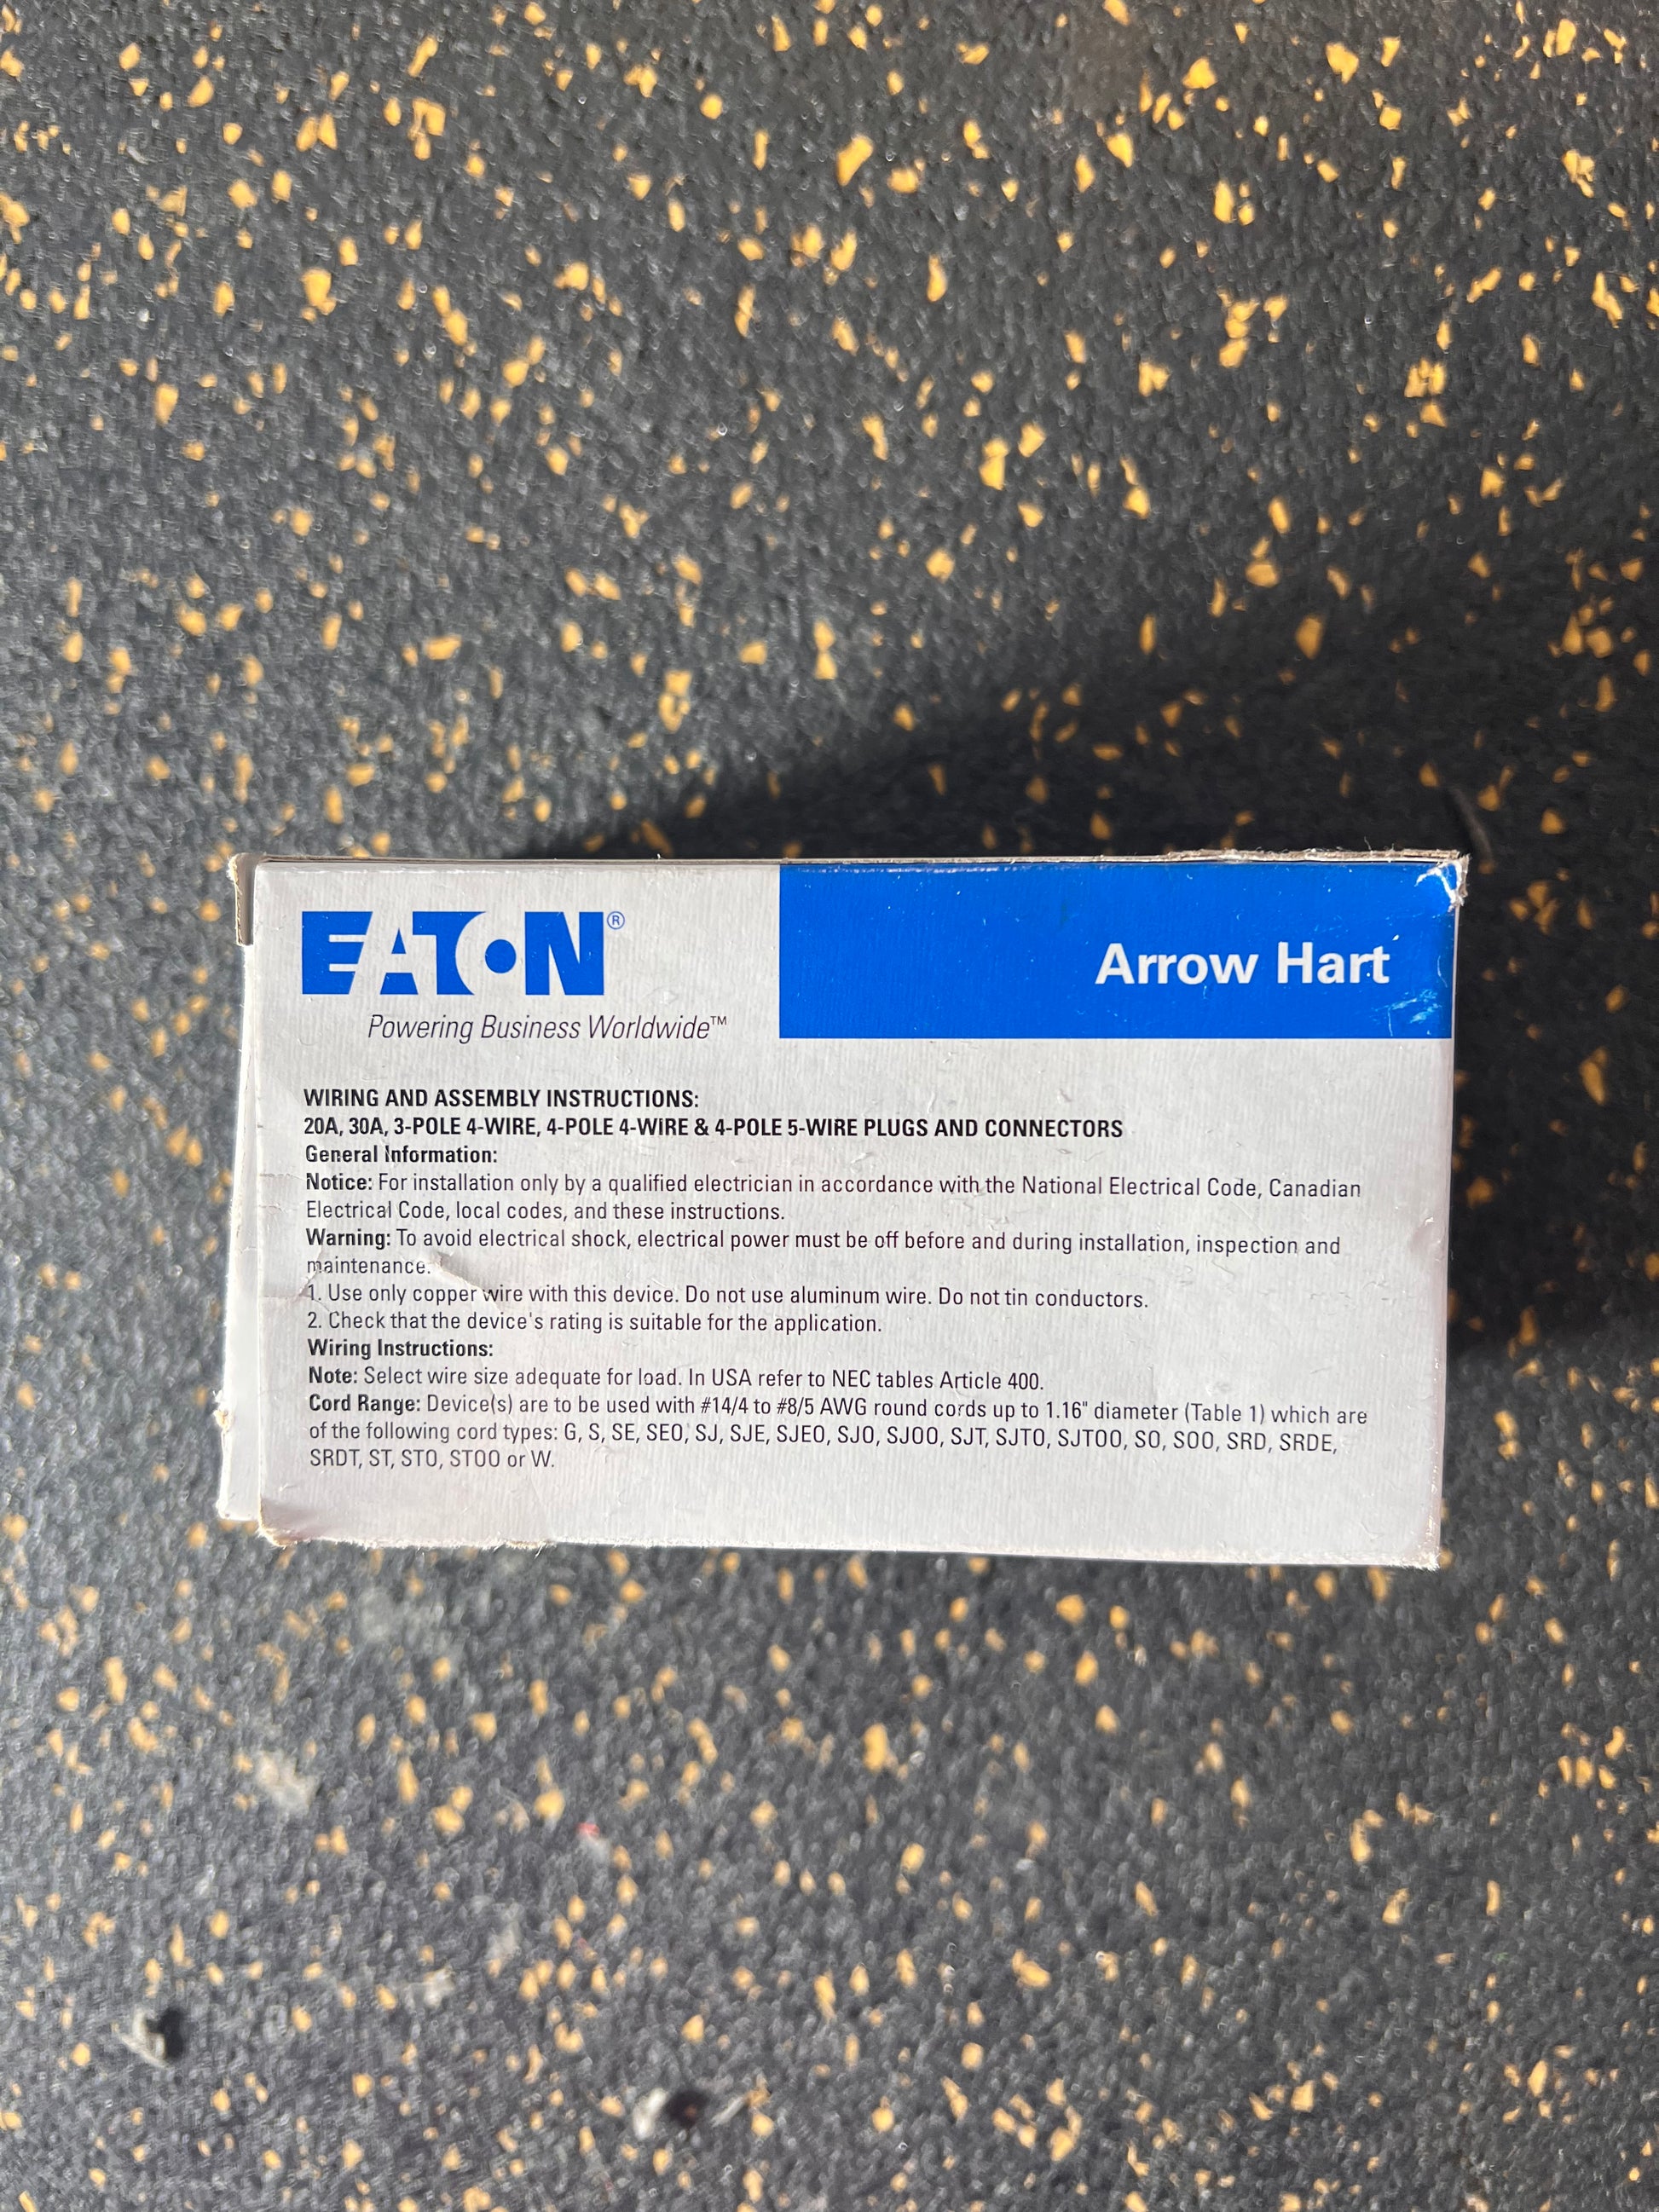 EATON®
Arrow Hart
Powering Business Worldwide™
WIRING AND ASSEMBLY INSTRUCTIONS:
20A, 30A, 3-POLE 4-WIRE, 4-POLE 4-WIRE & 4-POLE 5-WIRE PLUGS AND CONNECTORS
General Information:
Notice: For installation only by a qualified electrician in accordance with the National Electrical Code, Canadian
Electrical Code, local codes, and these instructions.
Warning: To avoid electrical shock, electrical power must be off before and during installation, inspection and
maintenance.
1. Use only copper wire with this device. Do not use aluminum wire. Do not tin conductors.
2. Check that the device's rating is suitable for the application.
Wiring Instructions:
Note: Select wire size adequate for load. In USA refer to NEC tables Article 400.
Cord Range: Device(s) are to be used with #14/4 to #8/5 AWG round cords up to 1.16" diameter (Table 1) which are
of the following cord types: G, S, SE, SEO, SJ, SJE, SJEO, SJO, SJOO, SJT, SJTO, SJTOO, SO, SOO, SRD, SRDE,
SRDT, ST, STO, STOO or W.